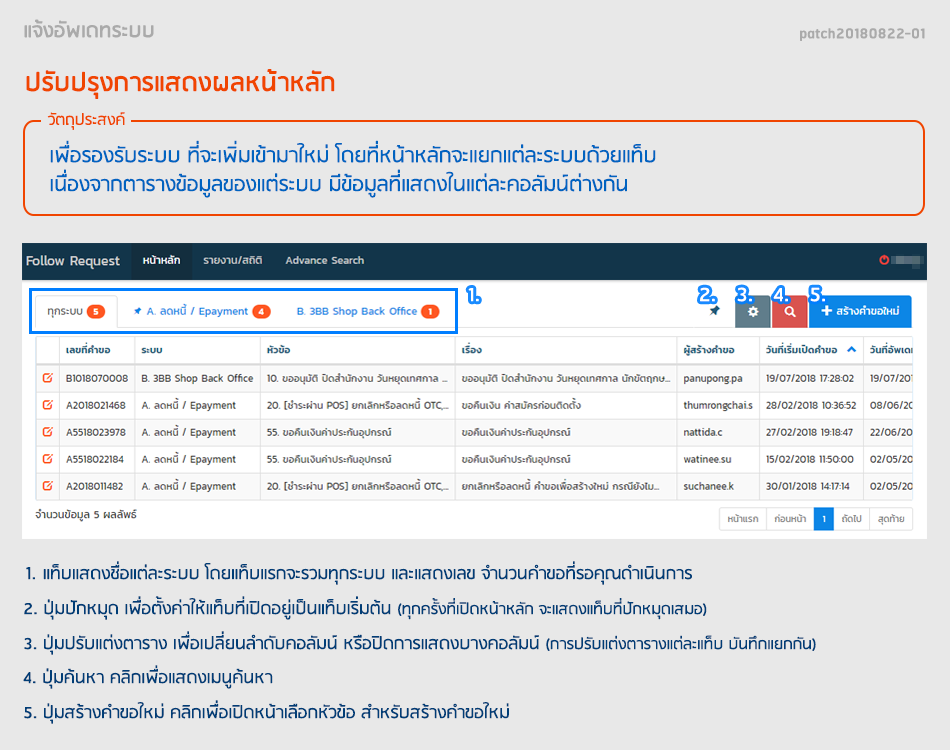 แจ้งอัพเดทระบบ
patch20180822-01
ปรับปรุงการแสดงผลหน้าหลัก
วัตถุประสงค์
เพื่อรองรับระบบ ที่จะเพิ่มเข้ามาใหม่ โดยที่หน้าหลักจะแยกแต่ละระบบด้วยแท็บ
เนื่องจากตารางข้อมูลของแต่ระบบ มีข้อมูลที่แสดงในแต่ละคอลัมน์ต่างกัน
Follow Request หน้าหลัก รายงาน/สถิติ Advance Search
1. 2. 3. 4. 5.
ทุกระบบ 5 A. ลดหนี้ / Epayment 4 B. 3BB Shop Back Office 1 + สร้างคำขอใหม่
เลขที่คำขอ ระบบ หัวข้อ เรื่อง ผู้สร้างคำขอ วันที่เริ่มเปิดคำขอ วันที่อัพเดท
B1018070008 B. 3BB Shop Back Office 10. ขออนุมัติ ปิดสำนักงาน วันหยุดเทศกาล ... ขออนุมัติ ปิดสำนักงาน วันหยุดเทศกาล นักขัตฤกษ... panupong.pa 19/07/2018 17:28:02 19/07/201
A2018021468 A. ลดหนี้ / Epayment 20. [ชำระผ่าน POS] ยกเลิกหรือลดหนี้ OTC,... ขอคืนเงิน ค่าสมัครก่อนติดตั้ง thumrongchai.s 28/02/2018 10:36:52 08/06/20
A5518023978 A. ลดหนี้ / Epayment 55. ขอคืนเงินค่าประกันอุปกรณ์ ขอคืนเงินค่าประกันอุปกรณ์ nattida.c 27/02/2018 19:18:47 22/06/20
A5518022184 A. ลดหนี้ / Epayment 55. ขอคืนเงินค่าประกันอุปกรณ์ ขอคืนเงินค่าประกันอุปกรณ์ watinee.su 15/02/2018 11:50:00 02/05/20
A2018011482 A. ลดหนี้ / Epayment 20. [ชำระผ่าน POS] ยกเลิกหรือลดหนี้ OTC,... ยกเลิกหรือลดหนี้ คำขอเพื่อสร้างใหม่ กรณียังไม... suchanee.k 30/01/2018 14:17:14 02/05/20
จำนวนข้อมูล 5 ผลลัพธ์
หน้าแรก ก่อนหน้า 1 ถัดไป สุดท้าย
1. แท็บแสดงชื่อแต่ละระบบ โดยแท็บแรกจะรวมทุกระบบ และแสดงเลข จำนวนคำขอที่รอคุณดำเนินการ
2. ปุ่มปักหมุด เพื่อตั้งค่าให้แท็บที่เปิดอยู่เป็นแท็บเริ่มต้น (ทุกครั้งที่เปิดหน้าหลัก จะแสดงแท็บที่ปักหมุดเสมอ)
3. ปุ่มปรับแต่งตาราง เพื่อเปลี่ยนลำดับคอลัมน์ หรือปิดการแสดงบางคอลัมน์ (การปรับแต่งตารางแต่ละแท็บ บันทึกแยกกัน)
4. ปุ่มค้นหา คลิกเพื่อแสดงเมนูค้นหา
5. ปุ่มสร้างคำขอใหม่ คลิกเพื่อเปิดหน้าเลือกหัวข้อ สำหรับสร้างคำขอใหม่